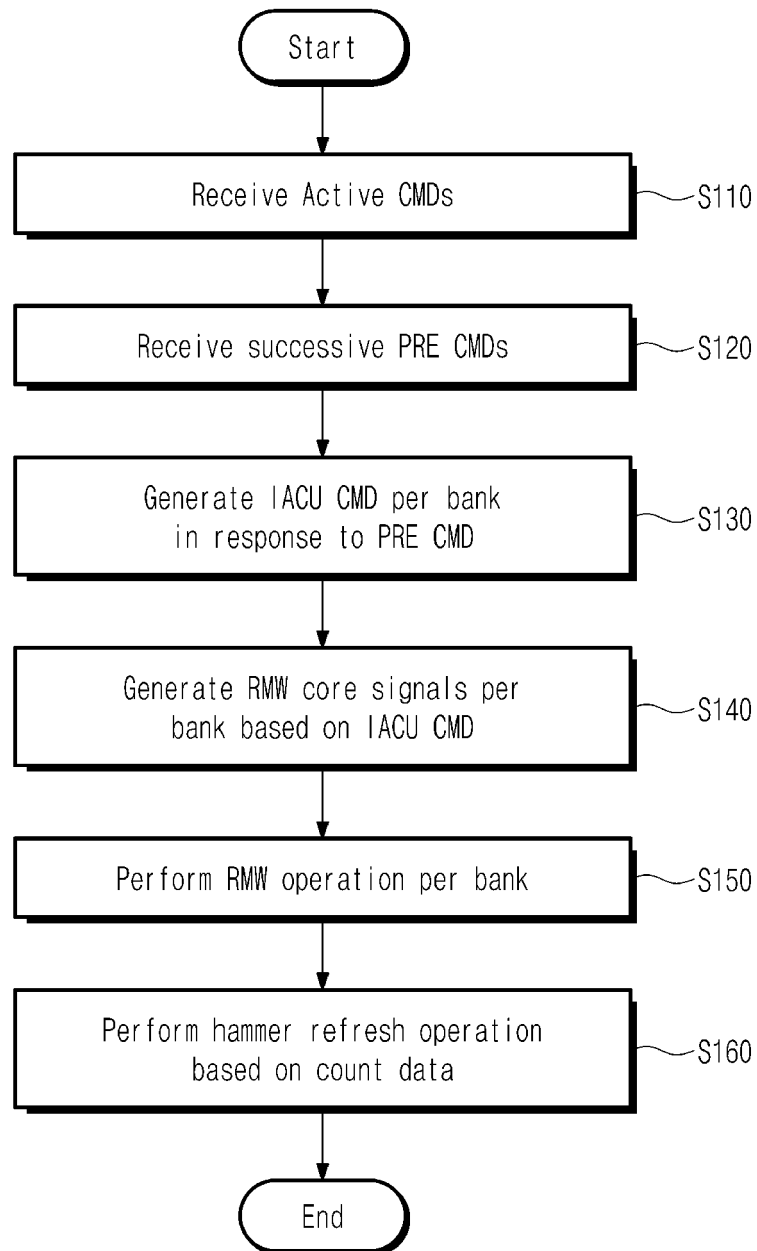 Start
Receive Active CMDs
S110
Receive successive PRE CMDs
S120
Generate IACU CMD per bank
in response to PRE CMD
S130
Generate RMW core signals per
bank based on IACU CMD
S140
Perform RMW operation per bank
S150
Perform hammer refresh operation
based on count data
S160
End